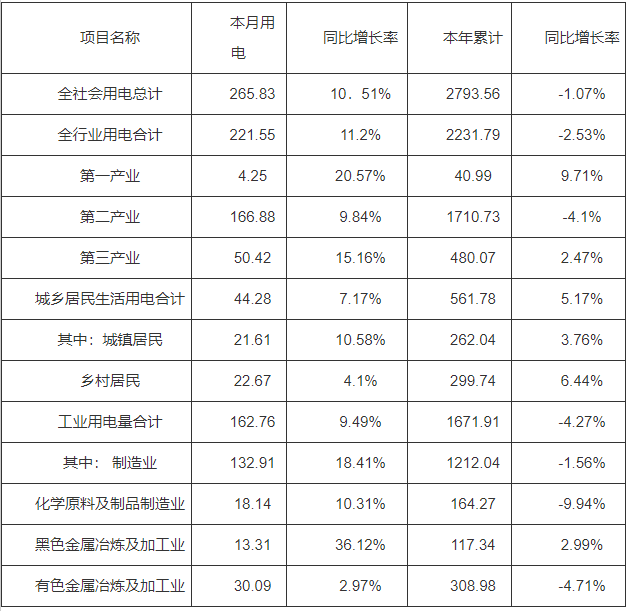 项目名称 本月用电 同比增长率 本年累计 同比增长率
全社会用电总计 265.83 10．51% 2793.56 -1.07%
全行业用电合计 221.55 11.2% 2231.79 -2.53%
第一产业 4.25 20.57% 40.99 9.71%
第二产业 166.88 9.84% 1710.73 -4.1%
第三产业 50.42 15.16% 480.07 2.47%
城乡居民生活用电合计 44.28 7.17% 561.78 5.17%
其中：城镇居民 21.61 10.58% 262.04 3.76%
乡村居民 22.67 4.1% 299.74 6.44%
工业用电量合计 162.76 9.49% 1671.91 -4.27%
其中： 制造业 132.91 18.41% 1212.04 -1.56%
化学原料及制品制造业 18.14 10.31% 164.27 -9.94%
黑色金属冶炼及加工业 13.31 36.12% 117.34 2.99%
有色金属冶炼及加工业 30.09 2.97% 308.98 -4.71%